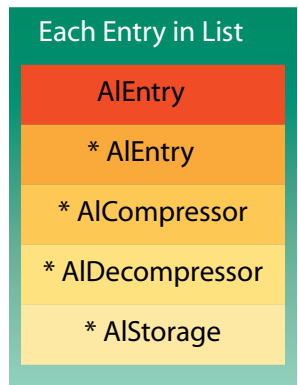 Each Entry in List
AlEntry
* AlEntry
* AlCompressor
* AlDecompressor
* AlStorage